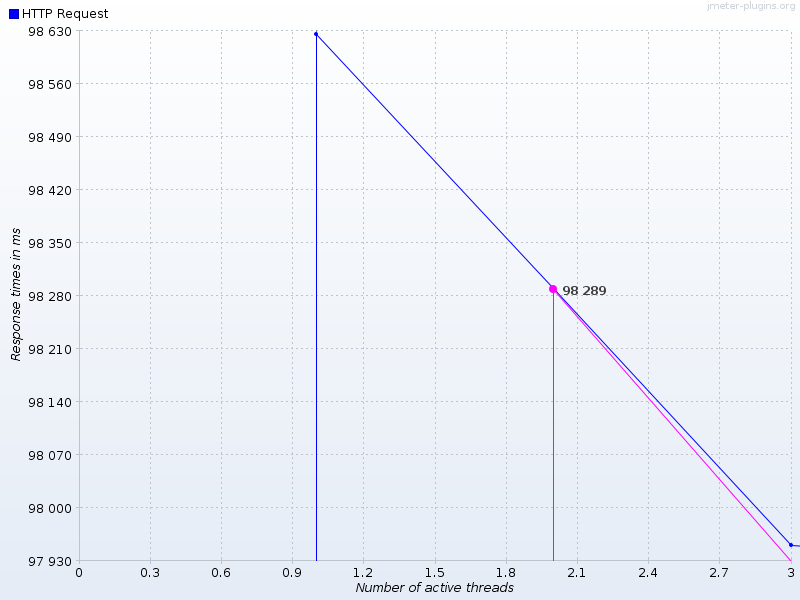 jmeter-plugins.org
HTTP Request
98 630
98 560
98 490
98 420
98 350
98 280
98 210
98 140
98 070
98 000
97 930
Response times in ms
98 289
0 0.3 0.6 0.9 1.2 1.5 1.8 2.1 2.4 2.7 3
Number of active threads